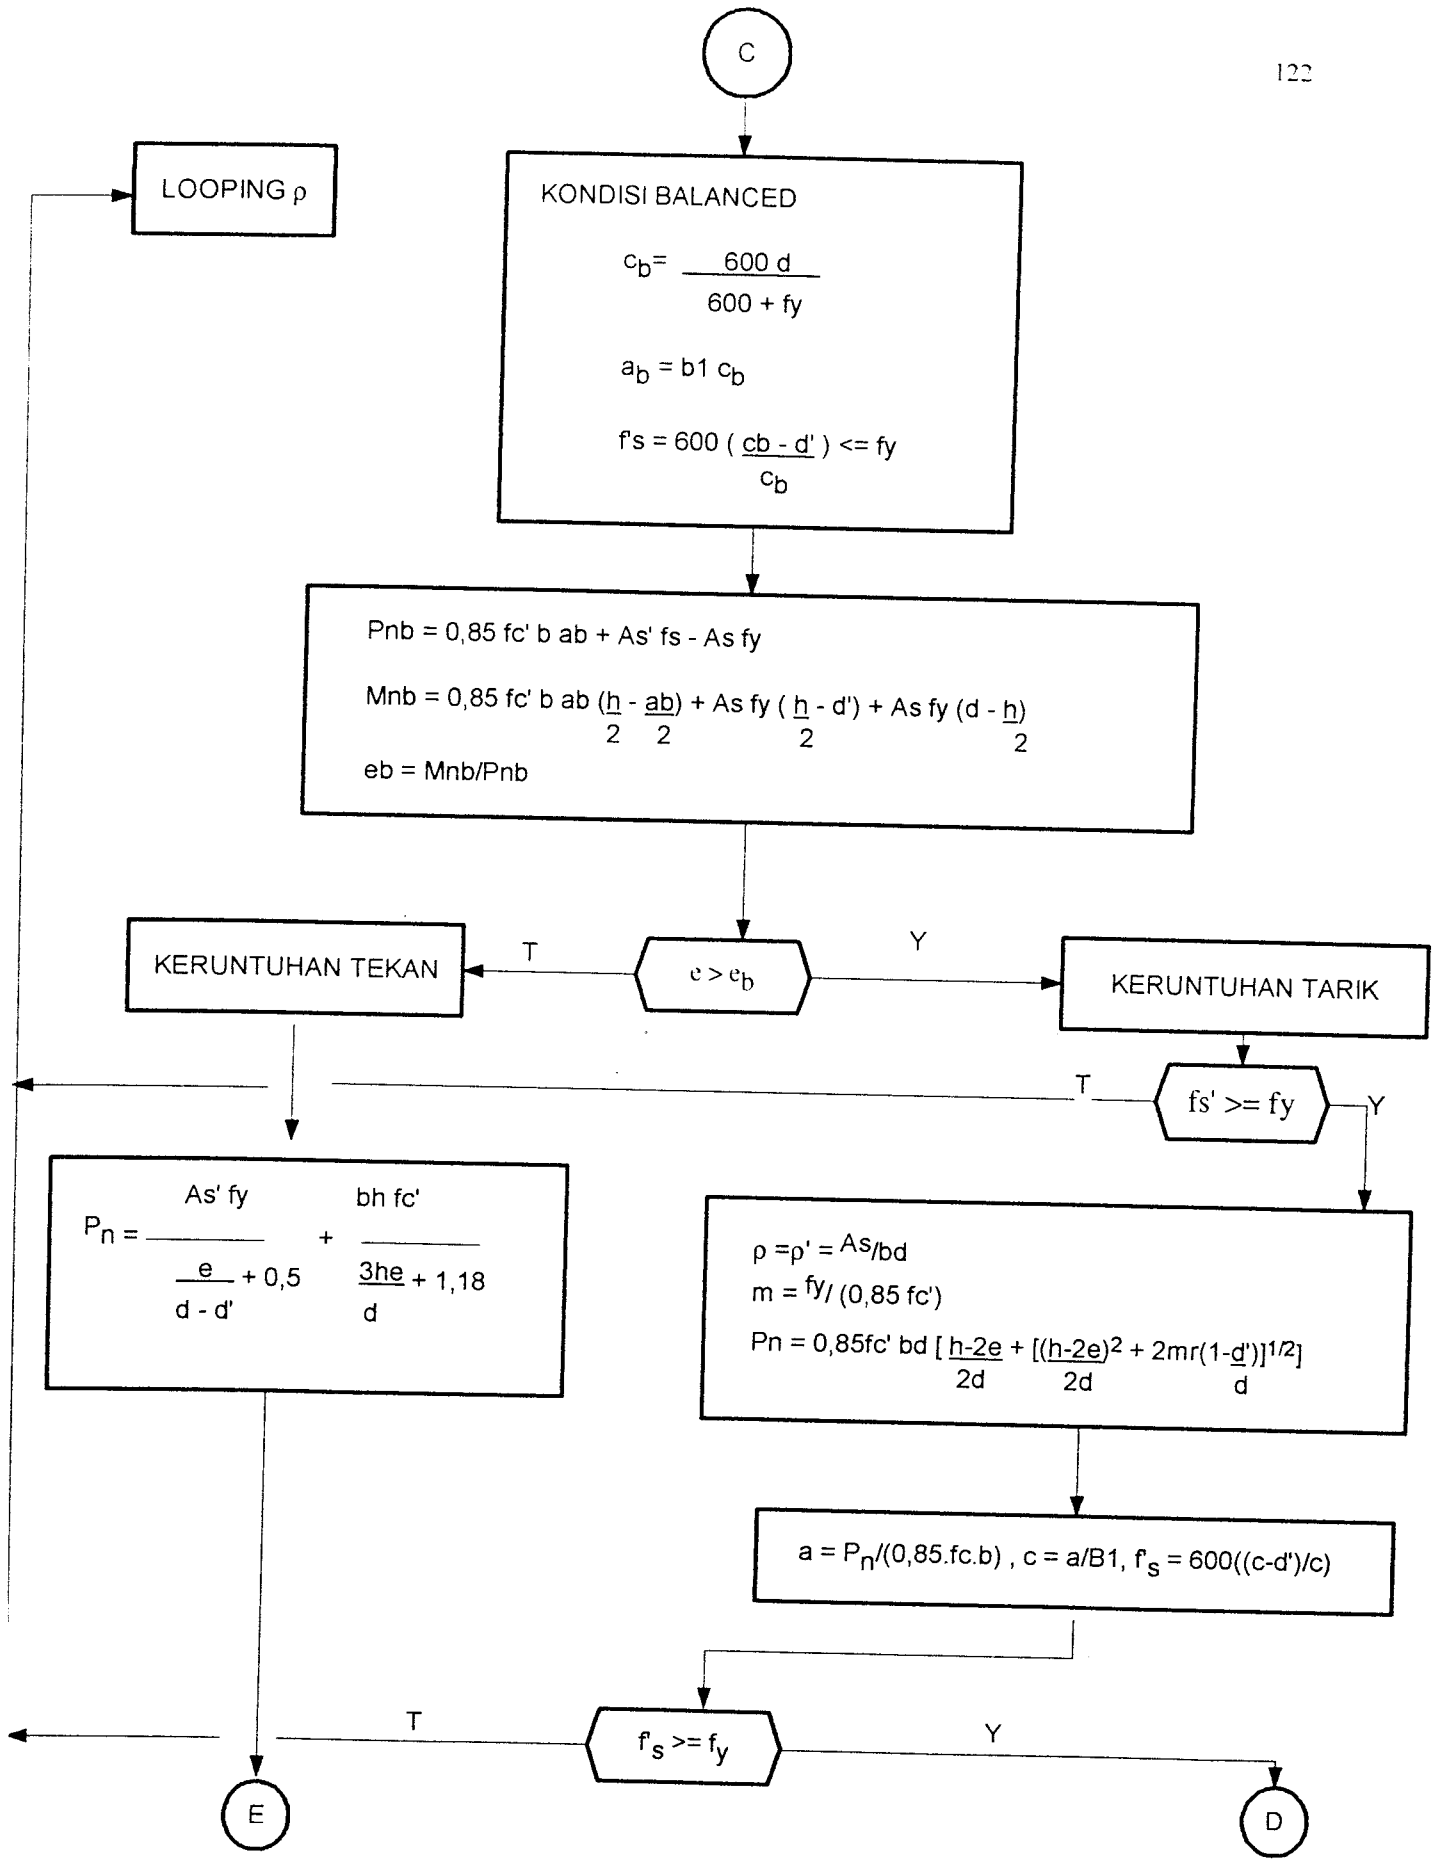 C
122
LOOPING ρ
KONDISI BALANCED
cb= 600 d
600 + fy
ab = b1 cb
f's = 600 ( cb - d' ) <= fy
cb
Pnb = 0,85 fc' b ab + As' fs - As fy
Mnb = 0,85 fc' b ab (h - ab) + As fy ( h - d') + As fy (d - h)
2 2 2 2
eb = Mnb/Pnb
KERUNTUHAN TEKAN
T
e > eb
Y
KERUNTUHAN TARIK
T
fs' >= fy
Y
As' fy bh fc'
Pn = +
e + 0,5 3he + 1,18
d - d' d
ρ =ρ' = As/bd
m = fy/ (0,85 fc')
Pn = 0,85fc' bd [ h-2e + [(h-2e)2 + 2mr(1-d')]1/2]
2d 2d d
a = Pn/(0,85.fc.b) , c = a/B1, f's = 600((c-d')/c)
T
f's >= fy
Y
E
D